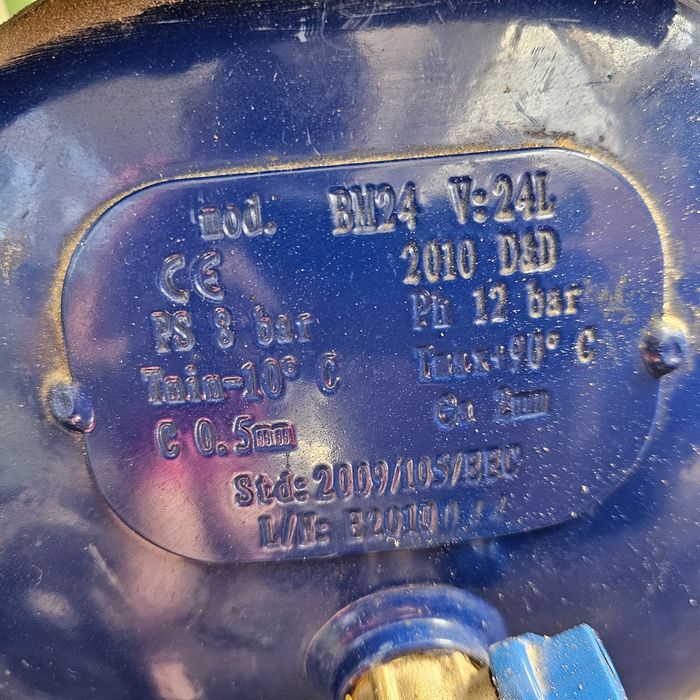 mod. BM24 V:24L
CE 2010 D&D
PS 8 bar Ph 12 bar
Tmin-10° C Tmax+90° C
C 0.5mm 2mm
Std: 2009/105/EEC